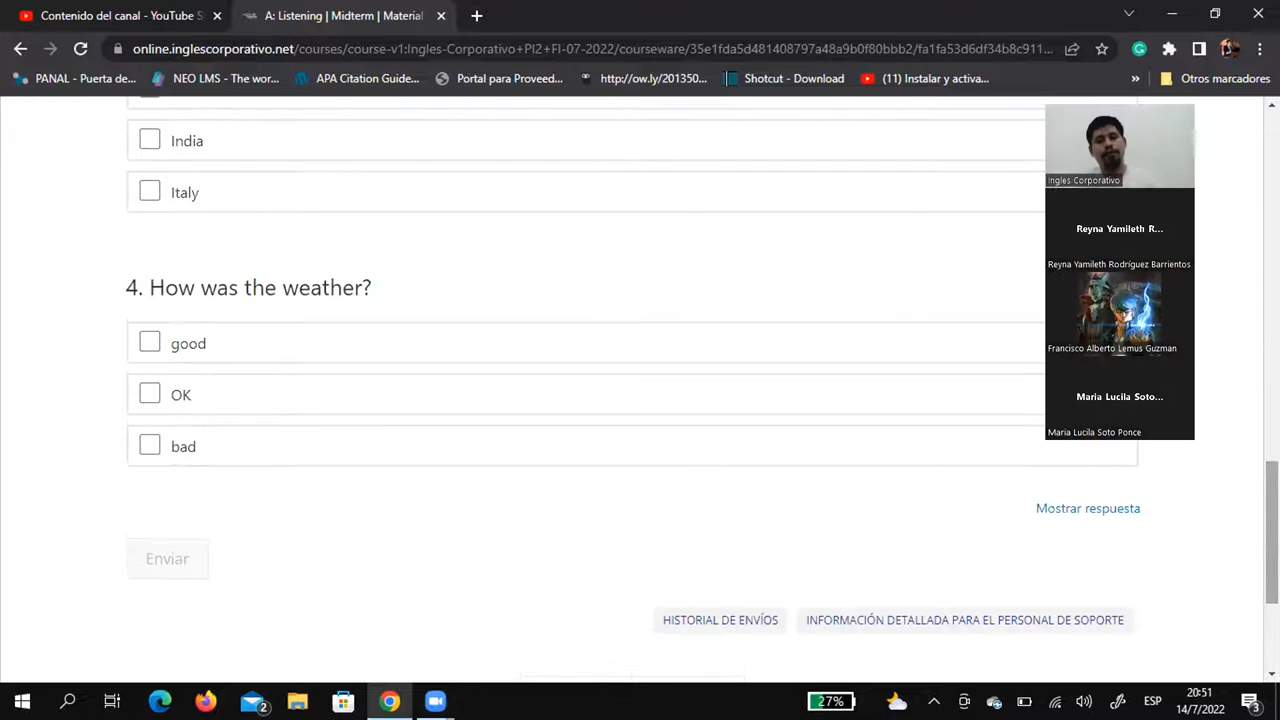 Contenido del canal - YouTube S
A: Listening | Midterm | Material
online.inglescorporativo.net/courses/course-v1:Ingles-Corporativo+PI2+FI-07-2022/courseware/35e1fda5d481408797a48a9b0f80bbb2/fa1fa53d6df34b8c911...
PANAL - Puerta de...
NEO LMS - The wor...
APA Citation Guide...
Portal para Proveed...
http://ow.ly/201350...
Shotcut - Download
(11) Instalar y activa...
»
Otros marcadores
India
Italy
Ingles Corporativo
Reyna Yamileth R...
Reyna Yamileth Rodríguez Barrientos
4. How was the weather?
good
Francisco Alberto Lemus Guzman
OK
Maria Lucila Soto...
Maria Lucila Soto Ponce
bad
Mostrar respuesta
Enviar
HISTORIAL DE ENVÍOS
INFORMACIÓN DETALLADA PARA EL PERSONAL DE SOPORTE
2
27%
ESP
20:51
14/7/2022
3